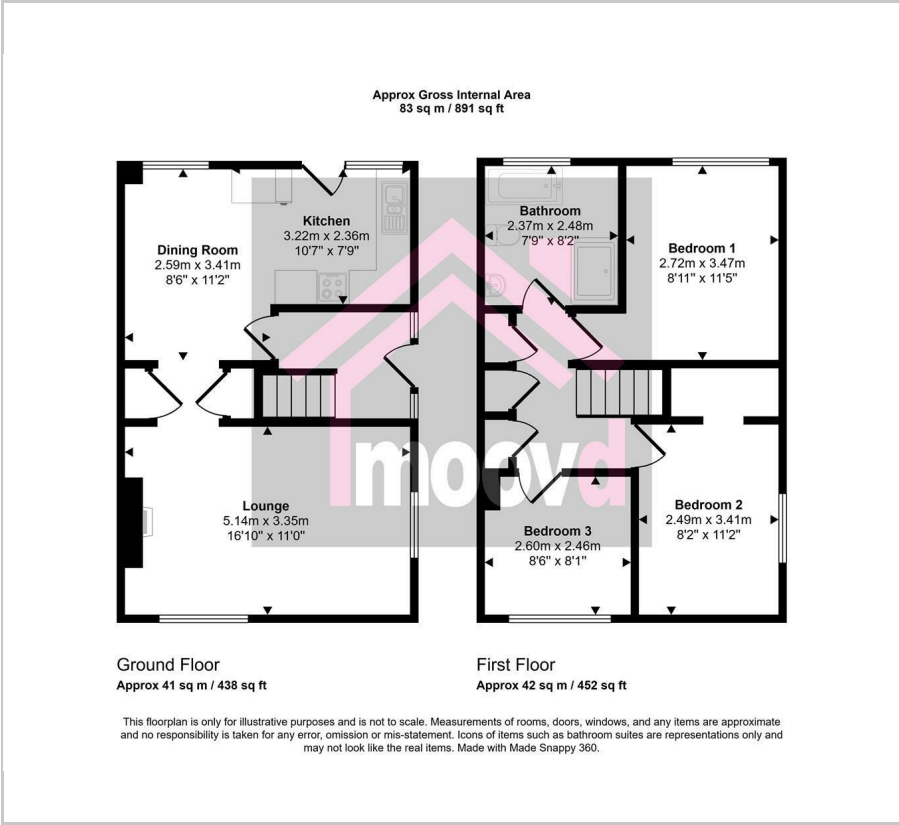 Approx Gross Internal Area
83 sq m / 891 sq ft
Kitchen
3.22m x 2.36m
10'7" x 7'9"
Dining Room
2.59m x 3.41m
8'6" x 11'2"
Lounge
5.14m x 3.35m
16'10" x 11'0"
Bathroom
2.37m x 2.48m
7'9" x 8'2"
Bedroom 1
2.72m x 3.47m
8'11" x 11'5"
Bedroom 2
2.49m x 3.41m
8'2" x 11'2"
Bedroom 3
2.60m x 2.46m
8'6" x 8'1"
moovd
Ground Floor
Approx 41 sq m / 438 sq ft
First Floor
Approx 42 sq m / 452 sq ft
This floorplan is only for illustrative purposes and is not to scale. Measurements of rooms, doors, windows, and any items are approximate
and no responsibility is taken for any error, omission or mis-statement. Icons of items such as bathroom suites are representations only and
may not look like the real items. Made with Made Snappy 360.